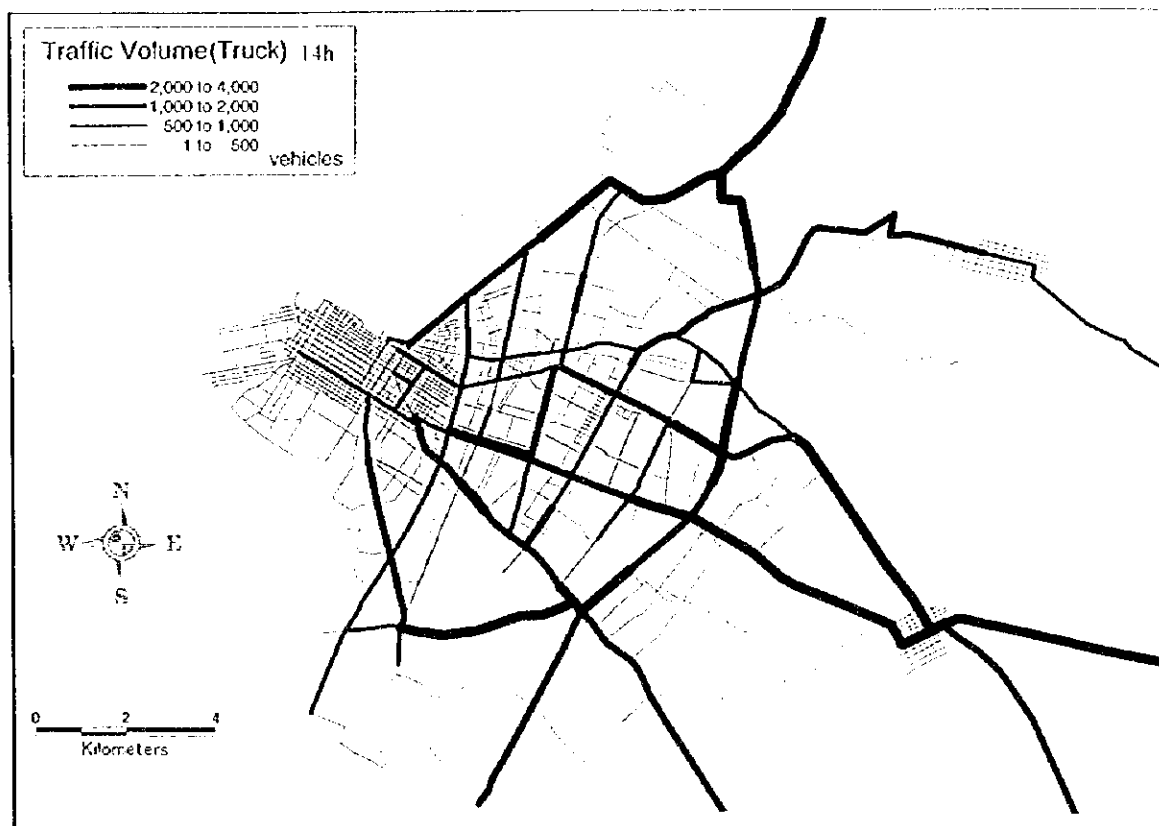 Traffic Volume(Truck) 14h
2,000 to 4,000
1,000 to 2,000
500 to 1,000
1 to 500
vehicles
N
W E
S
0 2 4
Kilometers